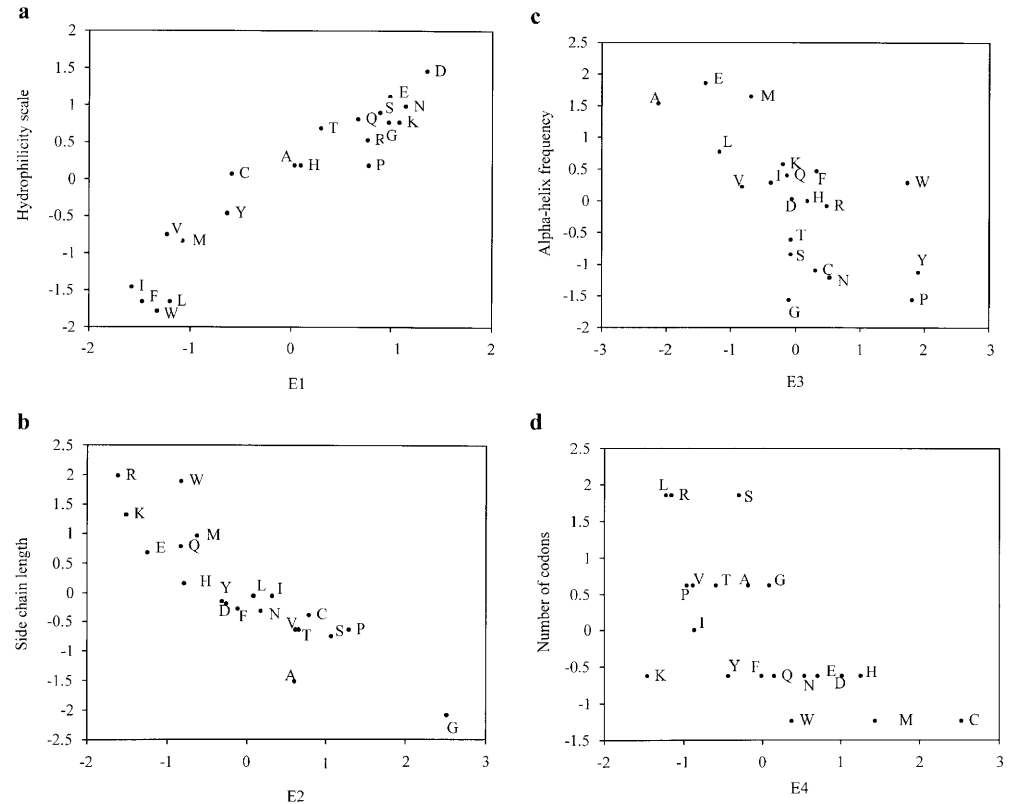 a
Hydrophilicity scale
2
1.5
1
0.5
0
-0.5
-1
-1.5
-2
D
E
N
S
Q
K
G
T
R
A
H
P
C
Y
V
M
I
F
L
W
-2
-1
0
1
2
E1
c
Alpha-helix frequency
2.5
2
1.5
1
0.5
0
-0.5
-1
-1.5
-2
E
A
M
L
K
Q
I
F
V
W
D
H
R
T
S
C
N
Y
G
P
-3
-2
-1
0
1
2
3
E3
b
Side chain length
2.5
2
1.5
1
0.5
0
-0.5
-1
-1.5
-2
-2.5
R
W
K
M
E
Q
H
Y
L
I
D
F
N
C
V
T
S
P
A
G
-2
-1
0
1
2
3
E2
d
Number of codons
2.5
2
1.5
1
0.5
0
-0.5
-1
-1.5
L
R
S
V
P
T
A
G
I
K
Y
F
Q
N
E
D
H
W
M
C
-2
-1
0
1
2
3
E4